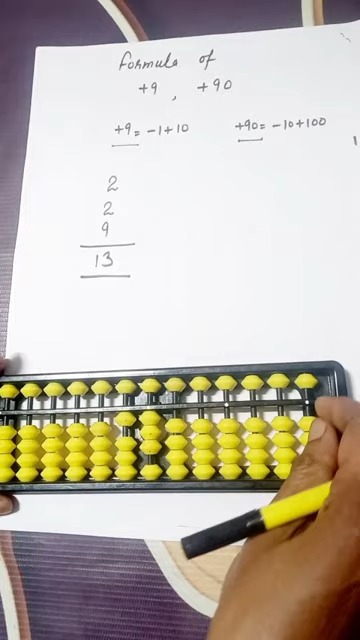 Formula of
+9 , +90
+9 = -1+10 +90 = -10+100
2
2
9
13